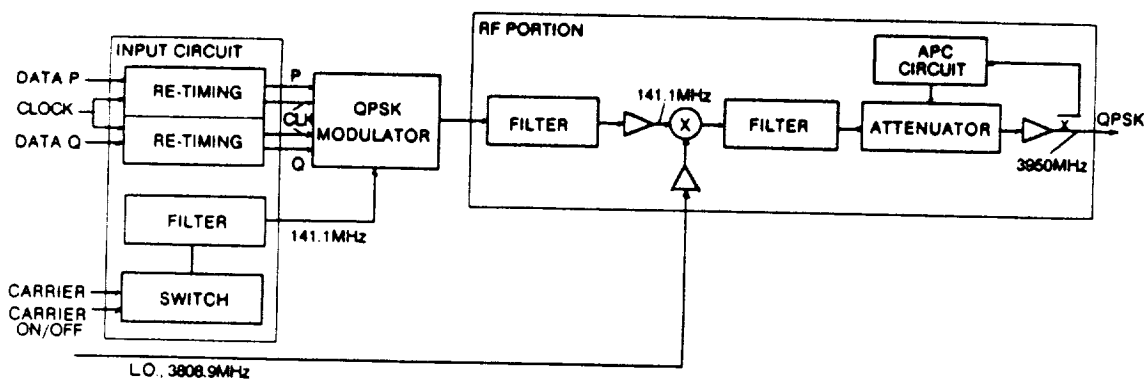 RF PORTION
INPUT CIRCUIT
APC
CIRCUIT
DATA P
RE-TIMING
P
CLOCK
QPSK
MODULATOR
CLK
141.1MHz
FILTER
X
FILTER
ATTENUATOR
QPSK
DATA Q
RE-TIMING
Q
3950MHz
FILTER
141.1MHz
CARRIER
SWITCH
CARRIER
ON/OFF
L.O., 3808.9MHz